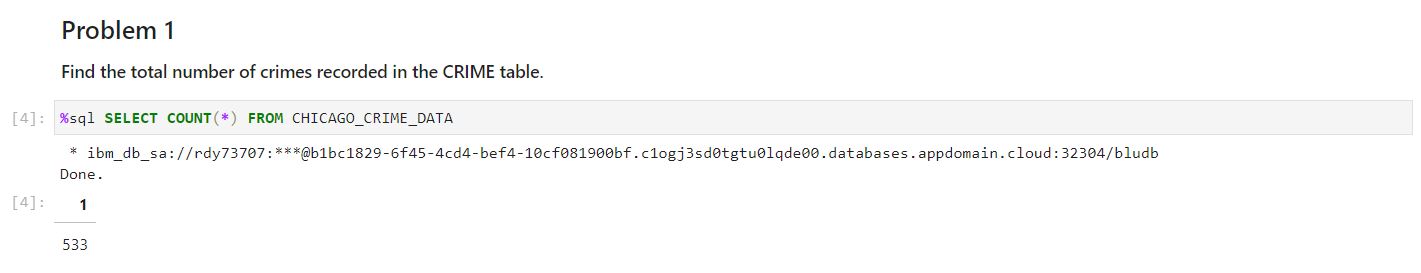 Problem 1
Find the total number of crimes recorded in the CRIME table.
[4]: %sql SELECT COUNT(*) FROM CHICAGO_CRIME_DATA
* ibm_db_sa://rdy73707:***@b1bc1829-6f45-4cd4-bef4-10cf081900bf.c1ogj3sd0tgtu0lqde00.databases.appdomain.cloud:32304/bludb
Done.
[4]: 1
533